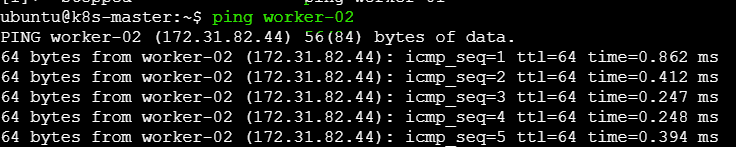 ubuntu@k8s-master:~$ ping worker-02
PING worker-02 (172.31.82.44) 56(84) bytes of data.
64 bytes from worker-02 (172.31.82.44): icmp_seq=1 ttl=64 time=0.862 ms
64 bytes from worker-02 (172.31.82.44): icmp_seq=2 ttl=64 time=0.412 ms
64 bytes from worker-02 (172.31.82.44): icmp_seq=3 ttl=64 time=0.247 ms
64 bytes from worker-02 (172.31.82.44): icmp_seq=4 ttl=64 time=0.248 ms
64 bytes from worker-02 (172.31.82.44): icmp_seq=5 ttl=64 time=0.394 ms